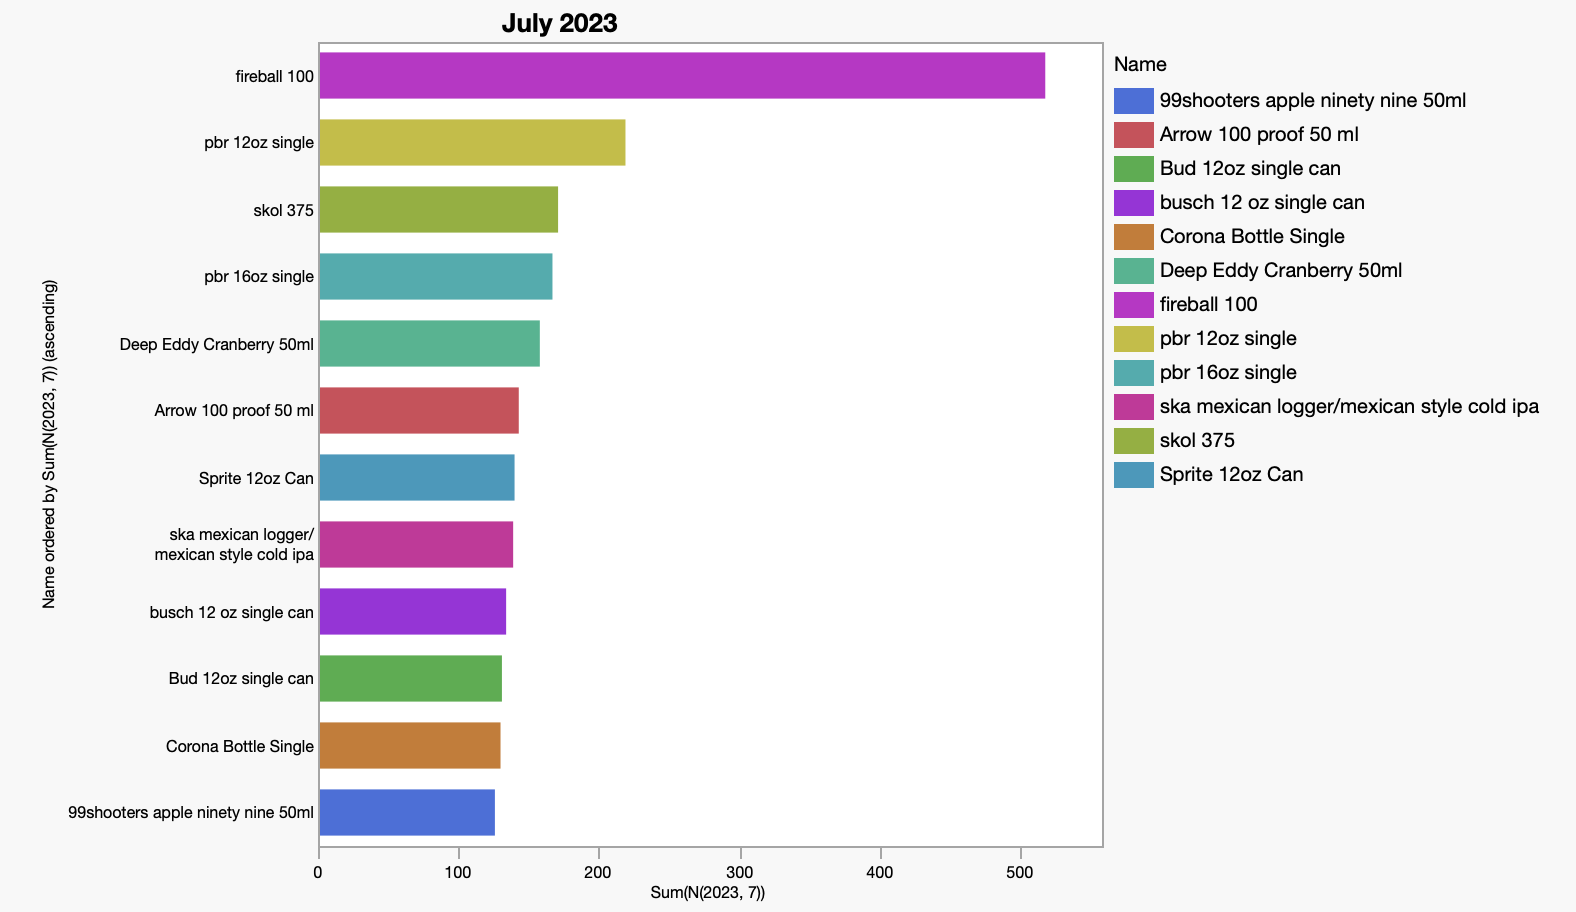 July 2023
Name ordered by Sum(N(2023, 7)) (ascending)
fireball 100
pbr 12oz single
skol 375
pbr 16oz single
Deep Eddy Cranberry 50ml
Arrow 100 proof 50 ml
Sprite 12oz Can
ska mexican logger/
mexican style cold ipa
busch 12 oz single can
Bud 12oz single can
Corona Bottle Single
99shooters apple ninety nine 50ml
0 100 200 300 400 500
Sum(N(2023, 7))
Name
99shooters apple ninety nine 50ml
Arrow 100 proof 50 ml
Bud 12oz single can
busch 12 oz single can
Corona Bottle Single
Deep Eddy Cranberry 50ml
fireball 100
pbr 12oz single
pbr 16oz single
ska mexican logger/mexican style cold ipa
skol 375
Sprite 12oz Can